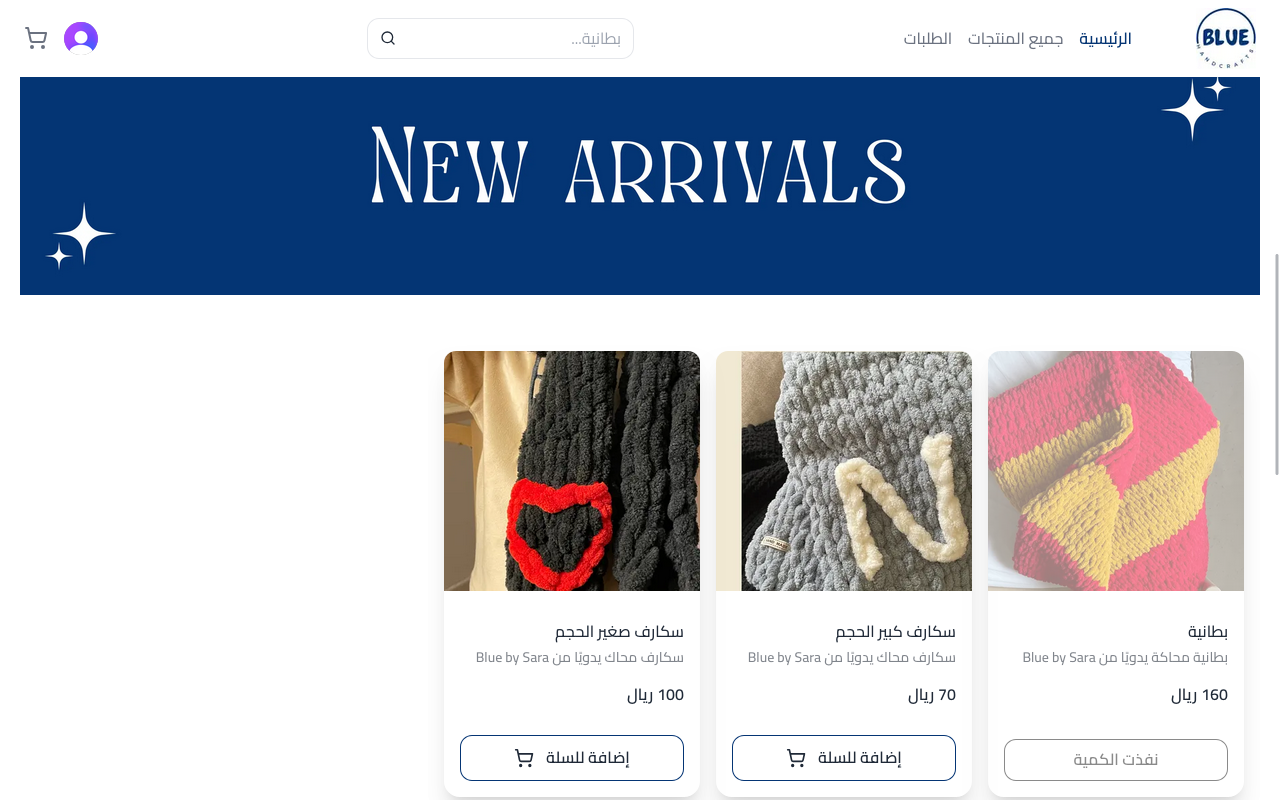 BLUE
HANDCRAFTS
الرئيسية
جميع المنتجات
الطلبات
بطانية...
NEW ARRIVALS
بطانية
بطانية محاكة يدويًا من Blue by Sara
160 ريال
نفذت الكمية
سكارف كبير الحجم
سكارف محاك يدويًا من Blue by Sara
70 ريال
إضافة للسلة
سكارف صغير الحجم
سكارف محاك يدويًا من Blue by Sara
100 ريال
إضافة للسلة